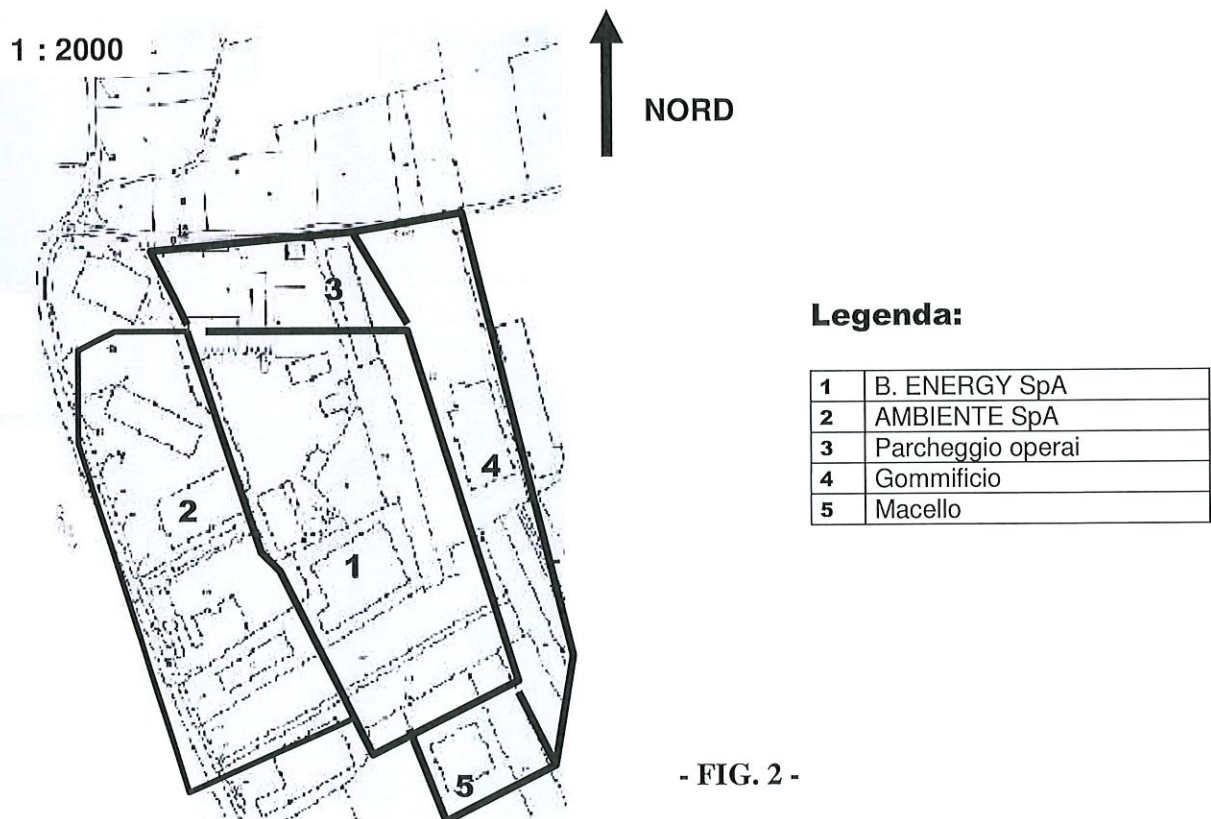 1 : 2000
NORD
3
4
2
1
5
Legenda:
1 B. ENERGY SpA
2 AMBIENTE SpA
3 Parcheggio operai
4 Gommificio
5 Macello
- FIG. 2 -